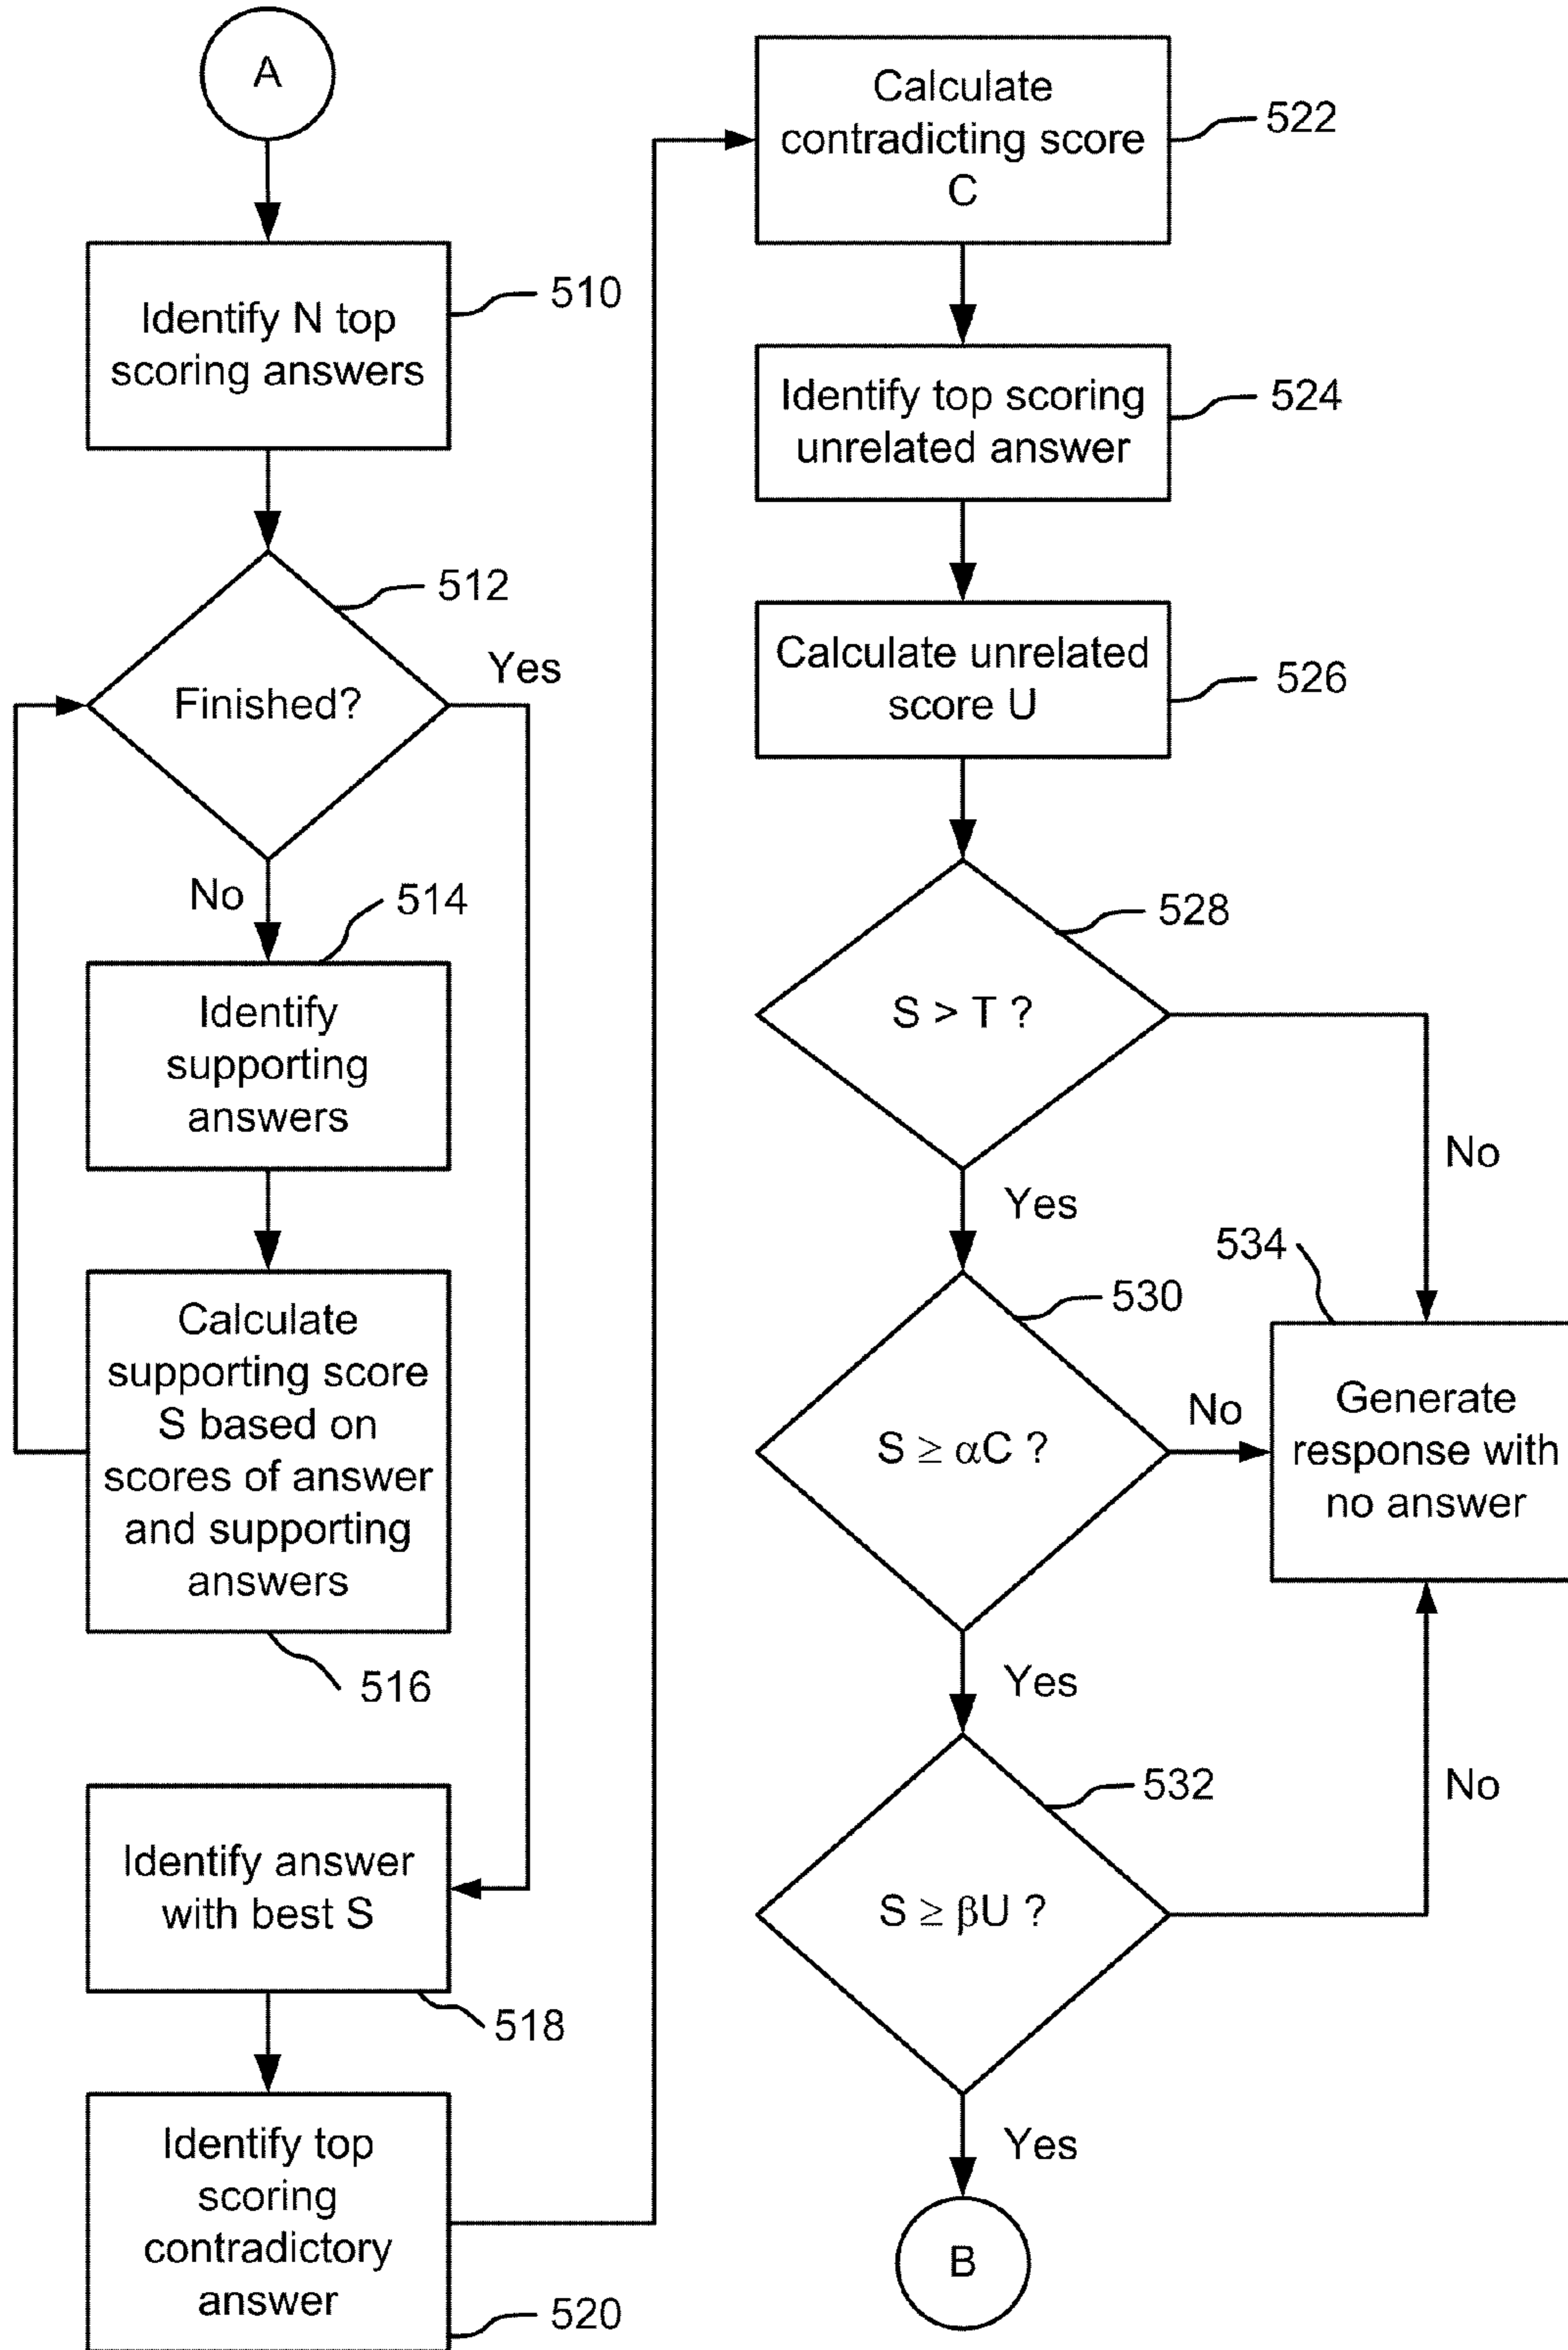 A
Identify N top
scoring answers
510
512
Finished?
Yes
No
514
Identify
supporting
answers
Calculate
supporting score
S based on
scores of answer
and supporting
answers
516
Identify answer
with best S
518
Identify top
scoring
contradictory
answer
520
Calculate
contradicting score
C
522
Identify top scoring
unrelated answer
524
Calculate unrelated
score U
526
528
S > T ?
No
Yes
534
530
S ≥ αC ?
No
Generate
response with
no answer
Yes
532
S ≥ βU ?
No
Yes
B